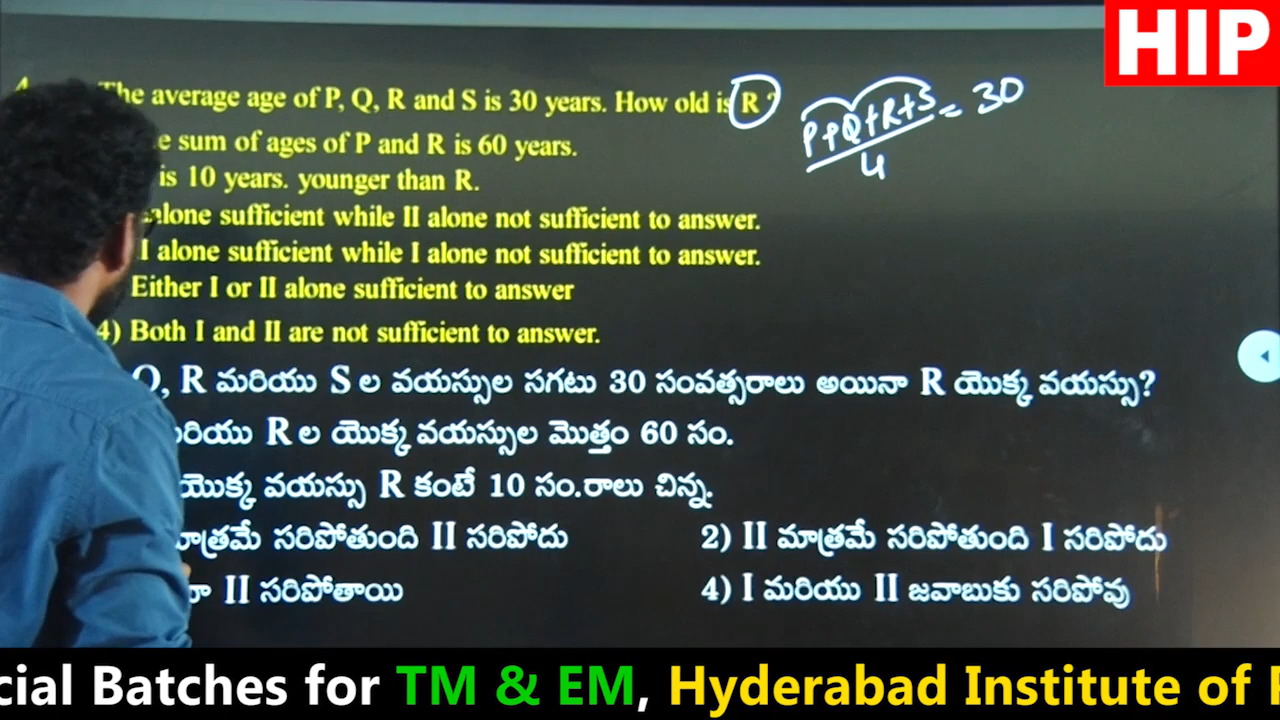 HIP
The average age of P, Q, R and S is 30 years. How old is R
P+Q+R+S = 30
4
sum of ages of P and R is 60 years.
is 10 years. younger than R.
alone sufficient while II alone not sufficient to answer.
alone sufficient while I alone not sufficient to answer.
Either I or II alone sufficient to answer
4) Both I and II are not sufficient to answer.
Q, R మరియు S ల వయస్సుల సగటు 30 సంవత్సరాలు అయినా R యొక్క వయస్సు?
R ల యొక్క వయస్సుల మొత్తం 60 సం.
యొక్క వయస్సు R కంటే 10 సం.రాలు చిన్న.
సరిపోతుంది II సరిపోదు
2) II మాత్రమే సరిపోతుంది I సరిపోదు
II సరిపోతాయి
4) I మరియు II జవాబుకు సరిపోవు
Batches for TM & EM, Hyderabad Institute of